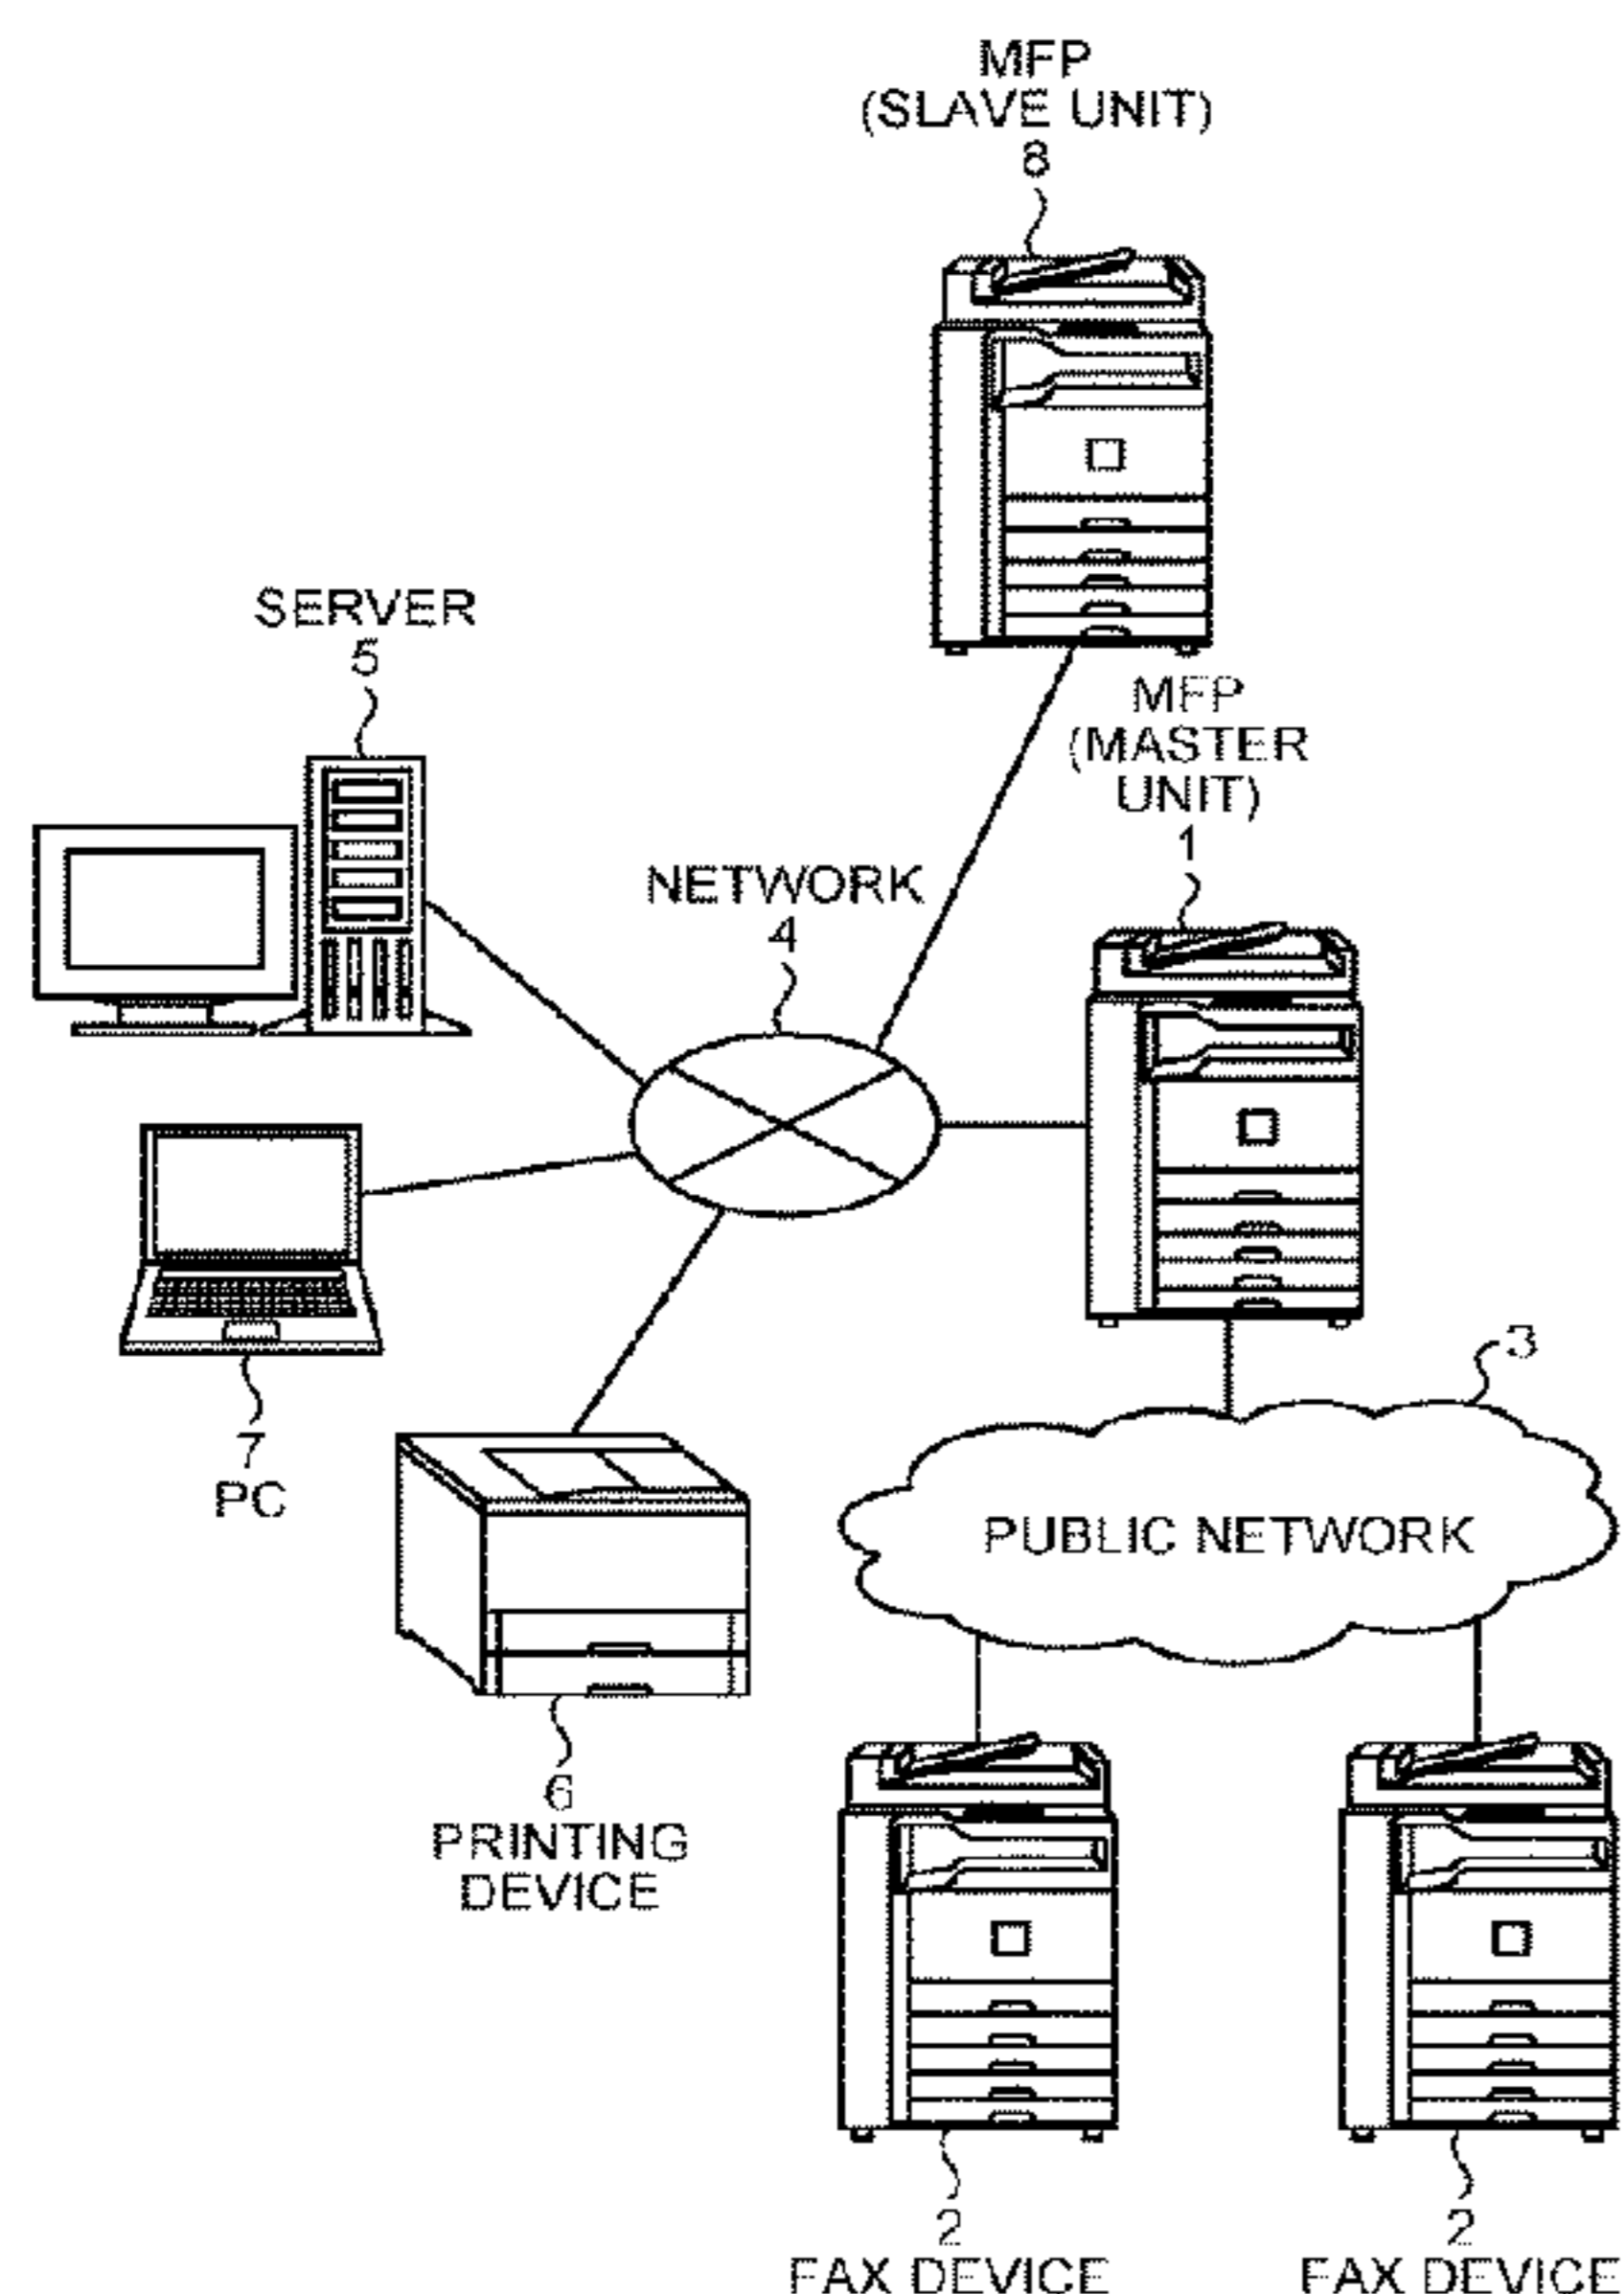 MFP
(SLAVE UNIT)
8
SERVER
5
MFP
(MASTER
UNIT)
1
NETWORK
4
3
7
PC
PUBLIC NETWORK
6
PRINTING
DEVICE
2
FAX DEVICE
2
FAX DEVICE